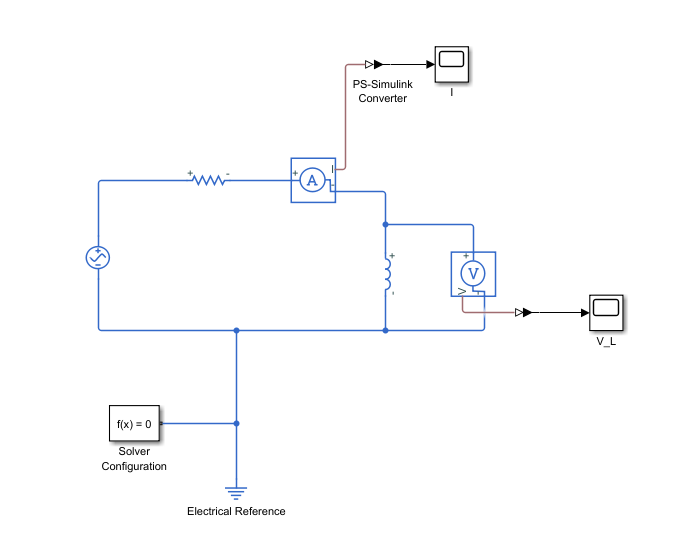 PS-Simulink
Converter
I
+
-
+
A
I
-
+
-
+
-
+
V
V
-
V_L
f(x) = 0
Solver
Configuration
Electrical Reference